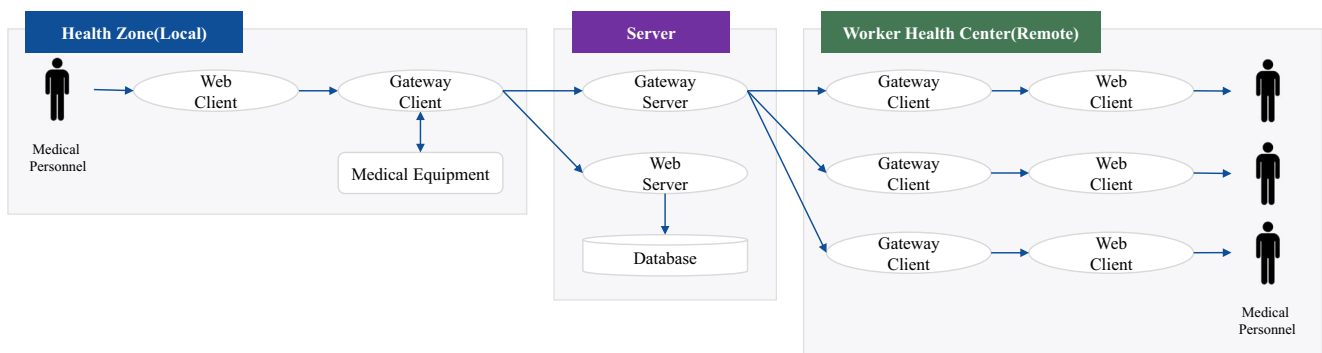 Health Zone(Local)
Server
Worker Health Center(Remote)
Web
Client
Gateway
Client
Gateway
Server
Gateway
Client
Web
Client
Medical
Personnel
Medical Equipment
Web
Server
Gateway
Client
Web
Client
Database
Gateway
Client
Web
Client
Medical
Personnel